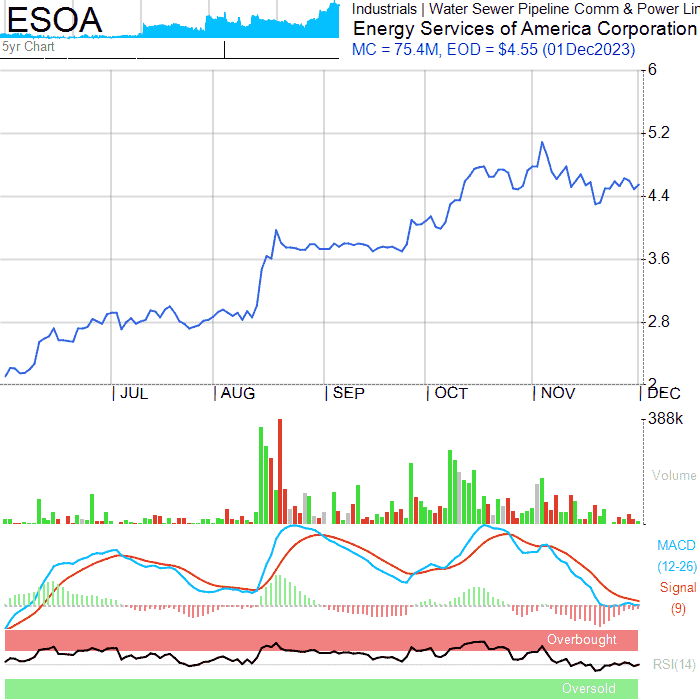 ESOA
Industrials | Water Sewer Pipeline Comm & Power Lin
Energy Services of America Corporation
5yr Chart
MC = 75.4M, EOD = $4.55 (01Dec2023)
6
5.2
4.4
3.6
2.8
2
JUL AUG SEP OCT NOV DEC
388k
Volume
MACD
(12-26)
Signal
(9)
Overbought
RSI(14)
Oversold